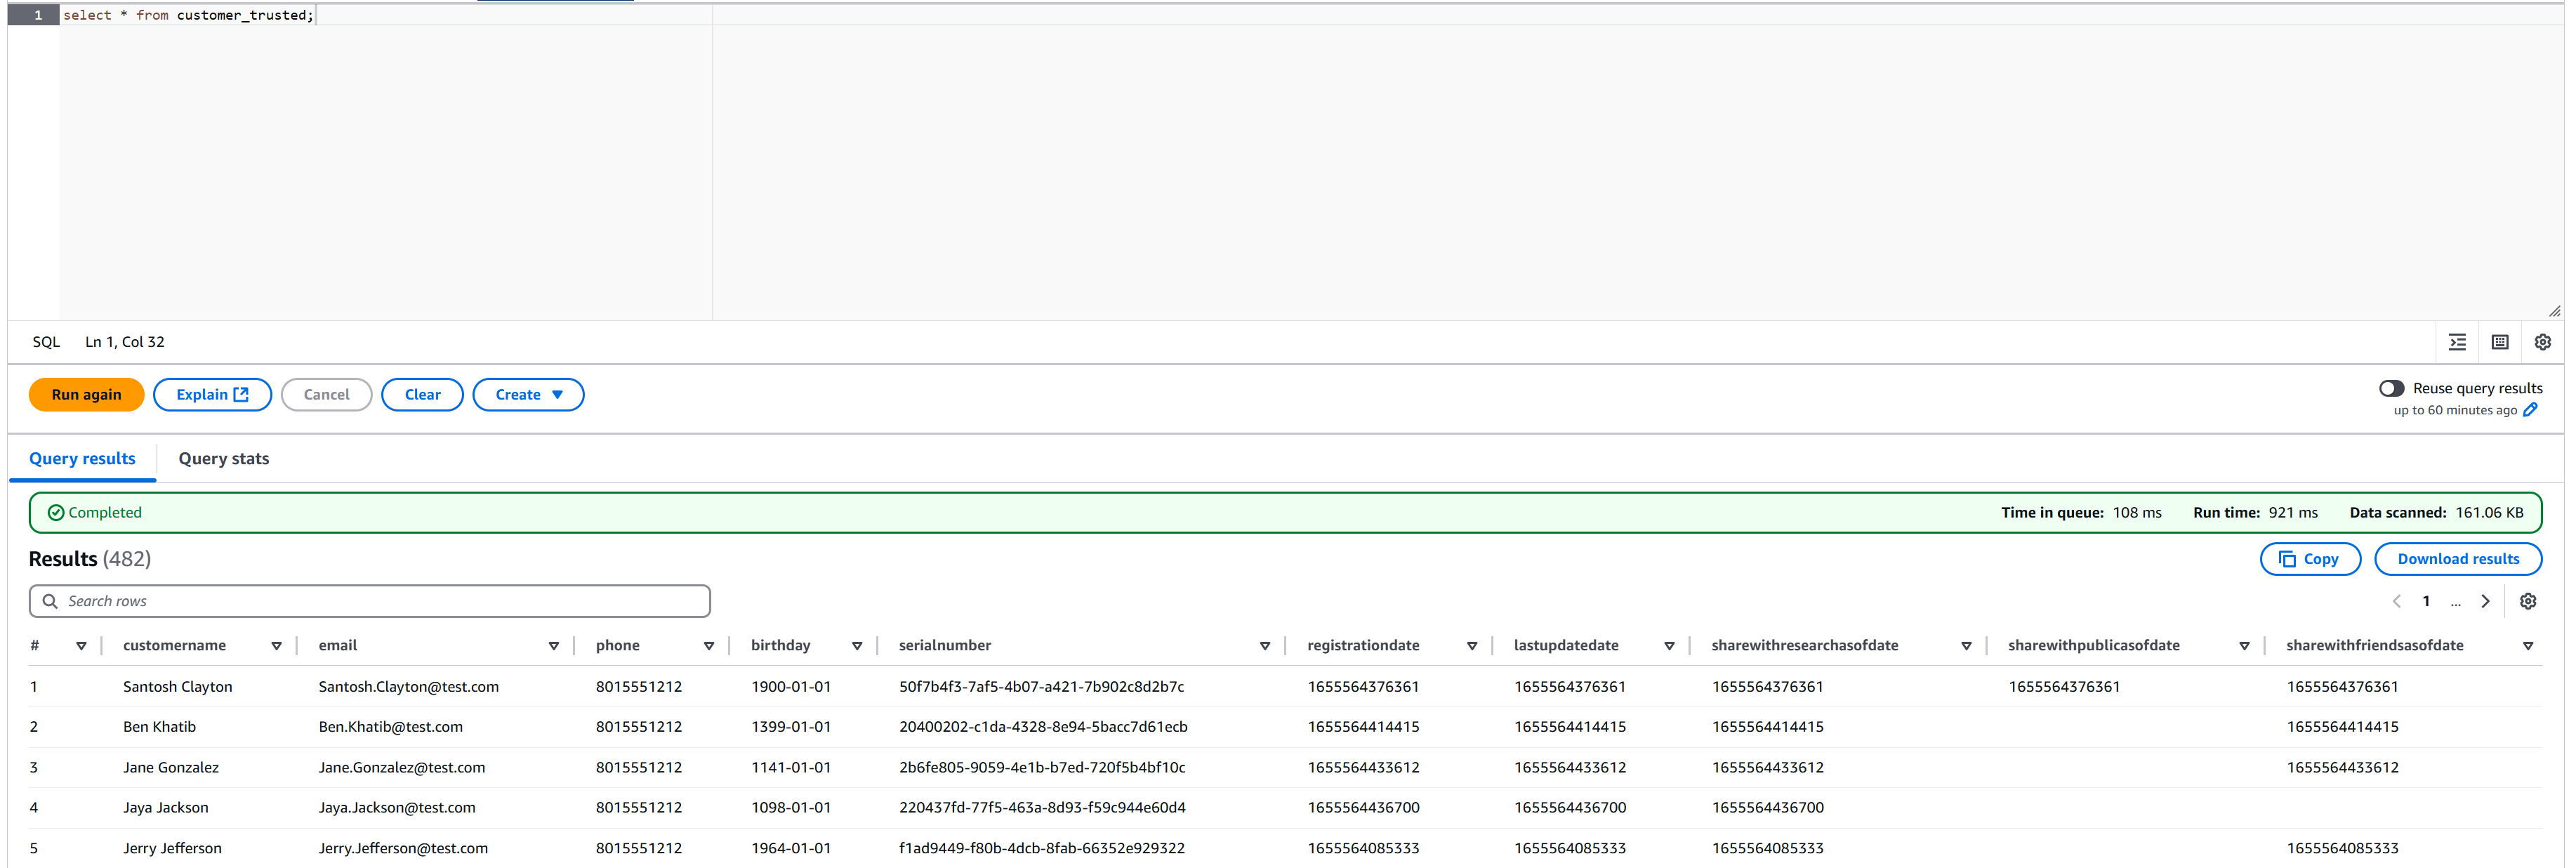 1 select * from customer_trusted;
SQL Ln 1, Col 32
Run again Explain Cancel Clear Create Reuse query results
up to 60 minutes ago
Query results Query stats
Completed Time in queue: 108 ms Run time: 921 ms Data scanned: 161.06 KB
Results (482) Copy Download results
Search rows 1 ...
# customername email phone birthday serialnumber registrationdate lastupdatedate sharewithresearchasofdate sharewithpublicasofdate sharewithfriendsasofdate
1 Santosh Clayton Santosh.Clayton@test.com 8015551212 1900-01-01 50f7b4f3-7af5-4b07-a421-7b902c8d2b7c 1655564376361 1655564376361 1655564376361 1655564376361 1655564376361
2 Ben Khatib Ben.Khatib@test.com 8015551212 1399-01-01 20400202-c1da-4328-8e94-5bacc7d61ecb 1655564414415 1655564414415 1655564414415 1655564414415
3 Jane Gonzalez Jane.Gonzalez@test.com 8015551212 1141-01-01 2b6fe805-9059-4e1b-b7ed-720f5b4bf10c 1655564433612 1655564433612 1655564433612 1655564433612
4 Jaya Jackson Jaya.Jackson@test.com 8015551212 1098-01-01 220437fd-77f5-463a-8d93-f59c944e60d4 1655564436700 1655564436700 1655564436700
5 Jerry Jefferson Jerry.Jefferson@test.com 8015551212 1964-01-01 f1ad9449-f80b-4dcb-8fab-66352e929322 1655564085333 1655564085333 1655564085333 1655564085333